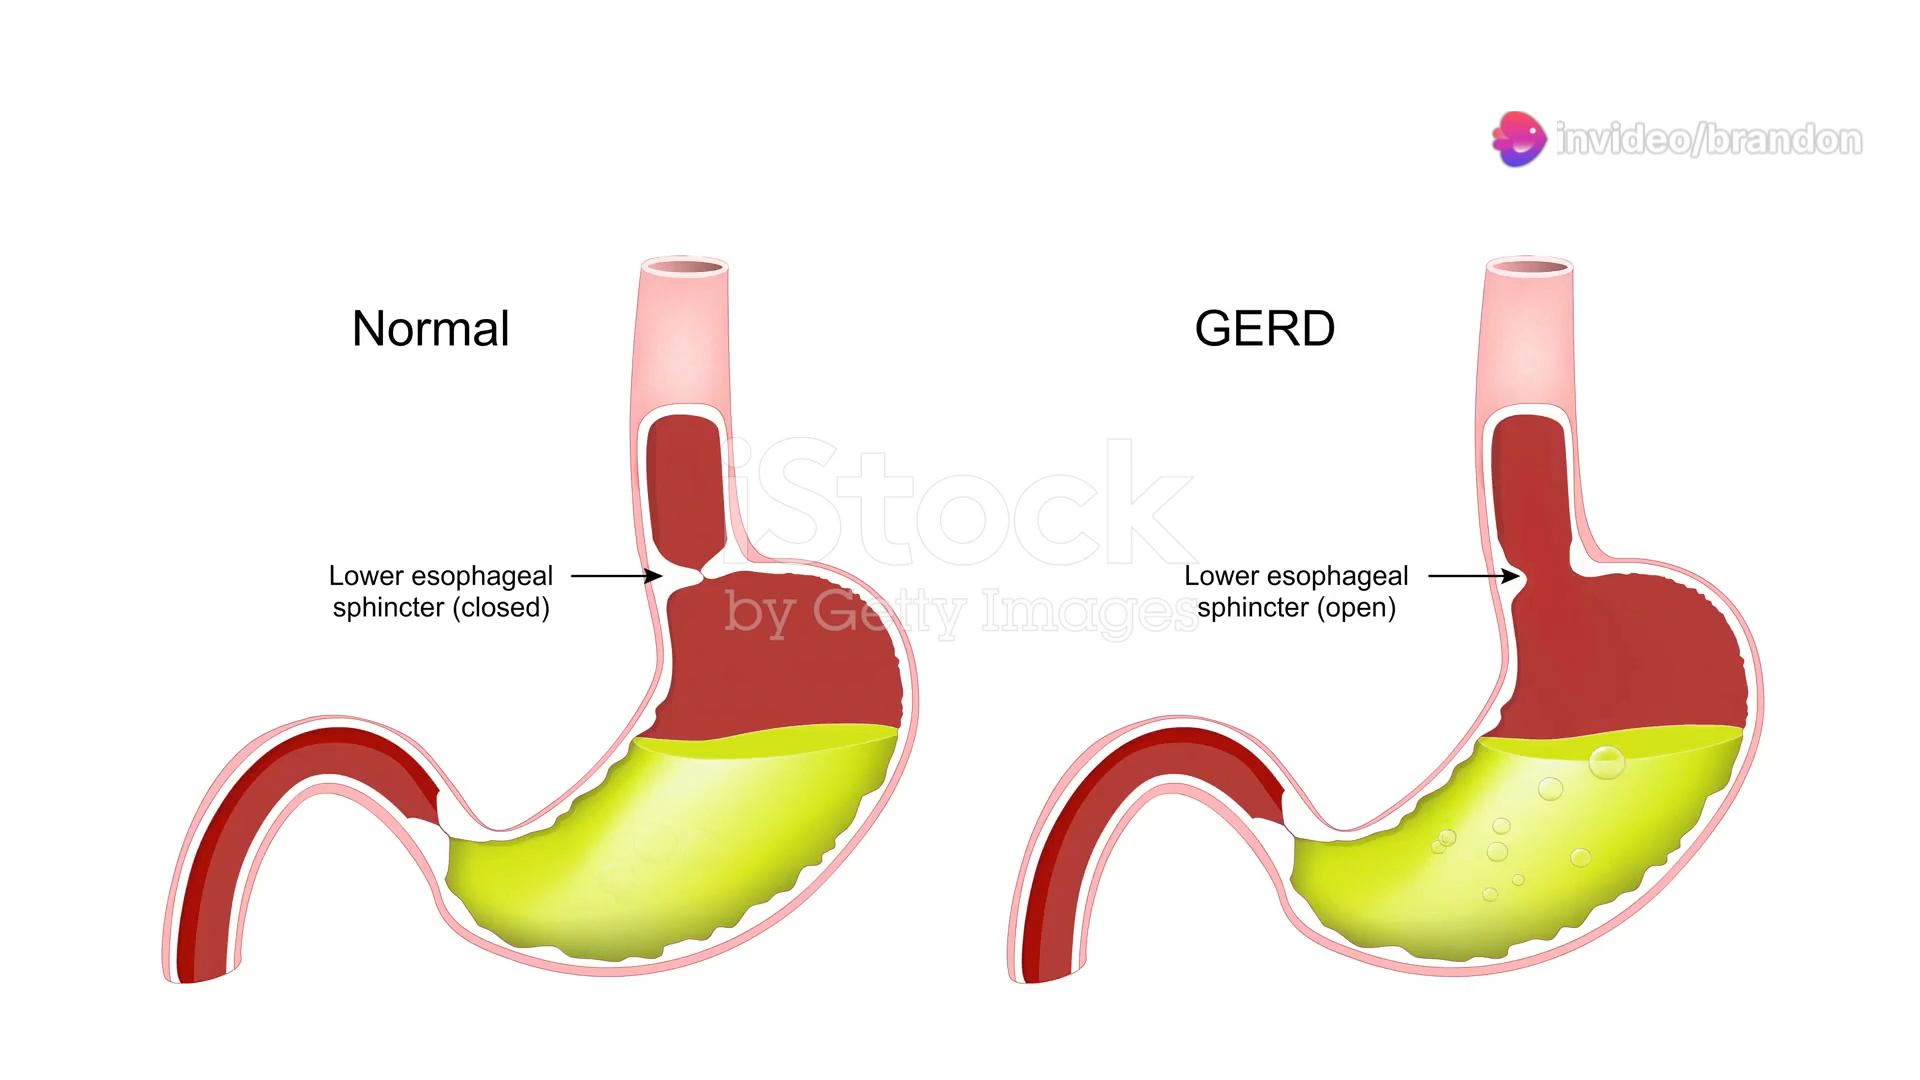 invideo/brandon
Normal
GERD
iStock
by Getty Images
Lower esophageal
sphincter (closed)
Lower esophageal
sphincter (open)